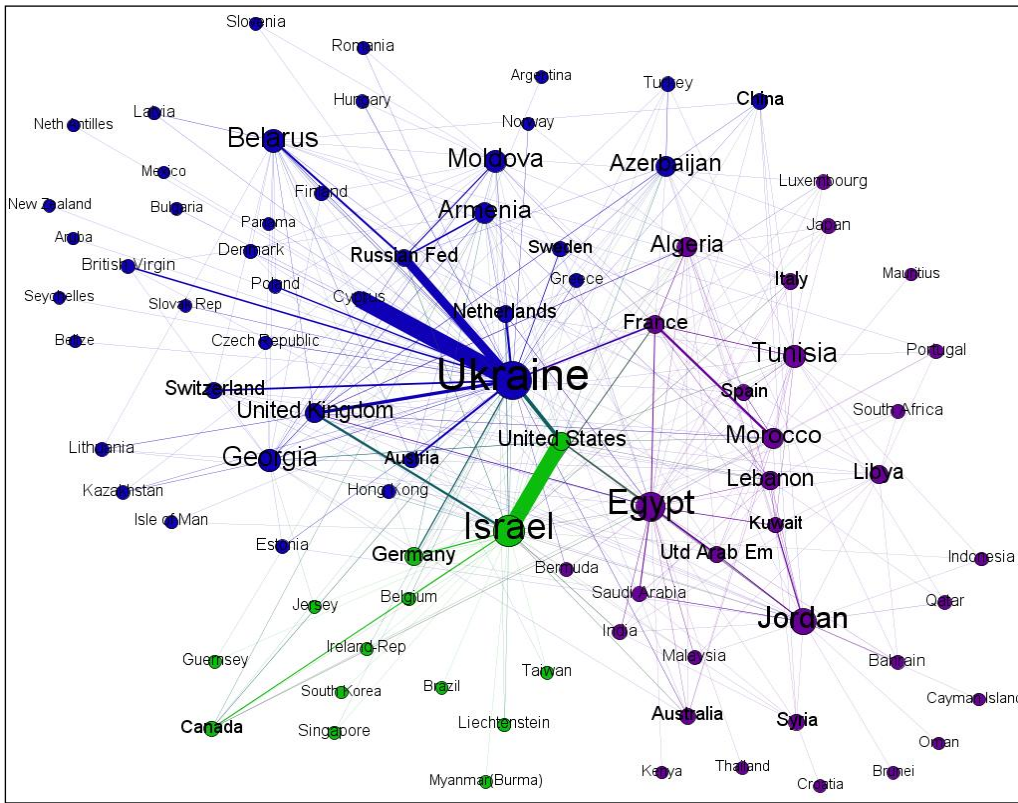 Slovenia
Romania
Argentina
Turkey
China
Hungary
Latvia
Neth Antilles
Norway
Belarus
Moldova
Azerbaijan
Mexico
Luxembourg
Finland
New Zealand
Bulgaria
Armenia
Panama
Japan
Aruba
Denmark
Russian Fed
Swaden
Algeria
British Virgin
Poland
Greece
Italy
Mauritius
Seychelles
Slovak Rep
Cyprus
Netherlands
France
Belize
Czech Republic
Tunisia
Portugal
Ukraine
Switzerland
Spain
United Kingdom
South Africa
United States
Morocco
Lithuania
Georgia
Austria
Lebanon
Libya
Kazakhstan
Hong Kong
Egypt
Isle of Man
Israel
Kuwait
Estonia
Germany
Utd Arab Em
Indonesia
Bermuda
Jersey
Belgium
Saudi Arabia
Qatar
Jordan
India
Ireland-Rep
Guernsey
Taiwan
Malaysia
Bahrain
South Korea
Brazil
Cayman Island
Canada
Singapore
Liechtenstein
Australia
Syria
Oman
Myanmar(Burma)
Kenya
Thailand
Croatia
Brunei